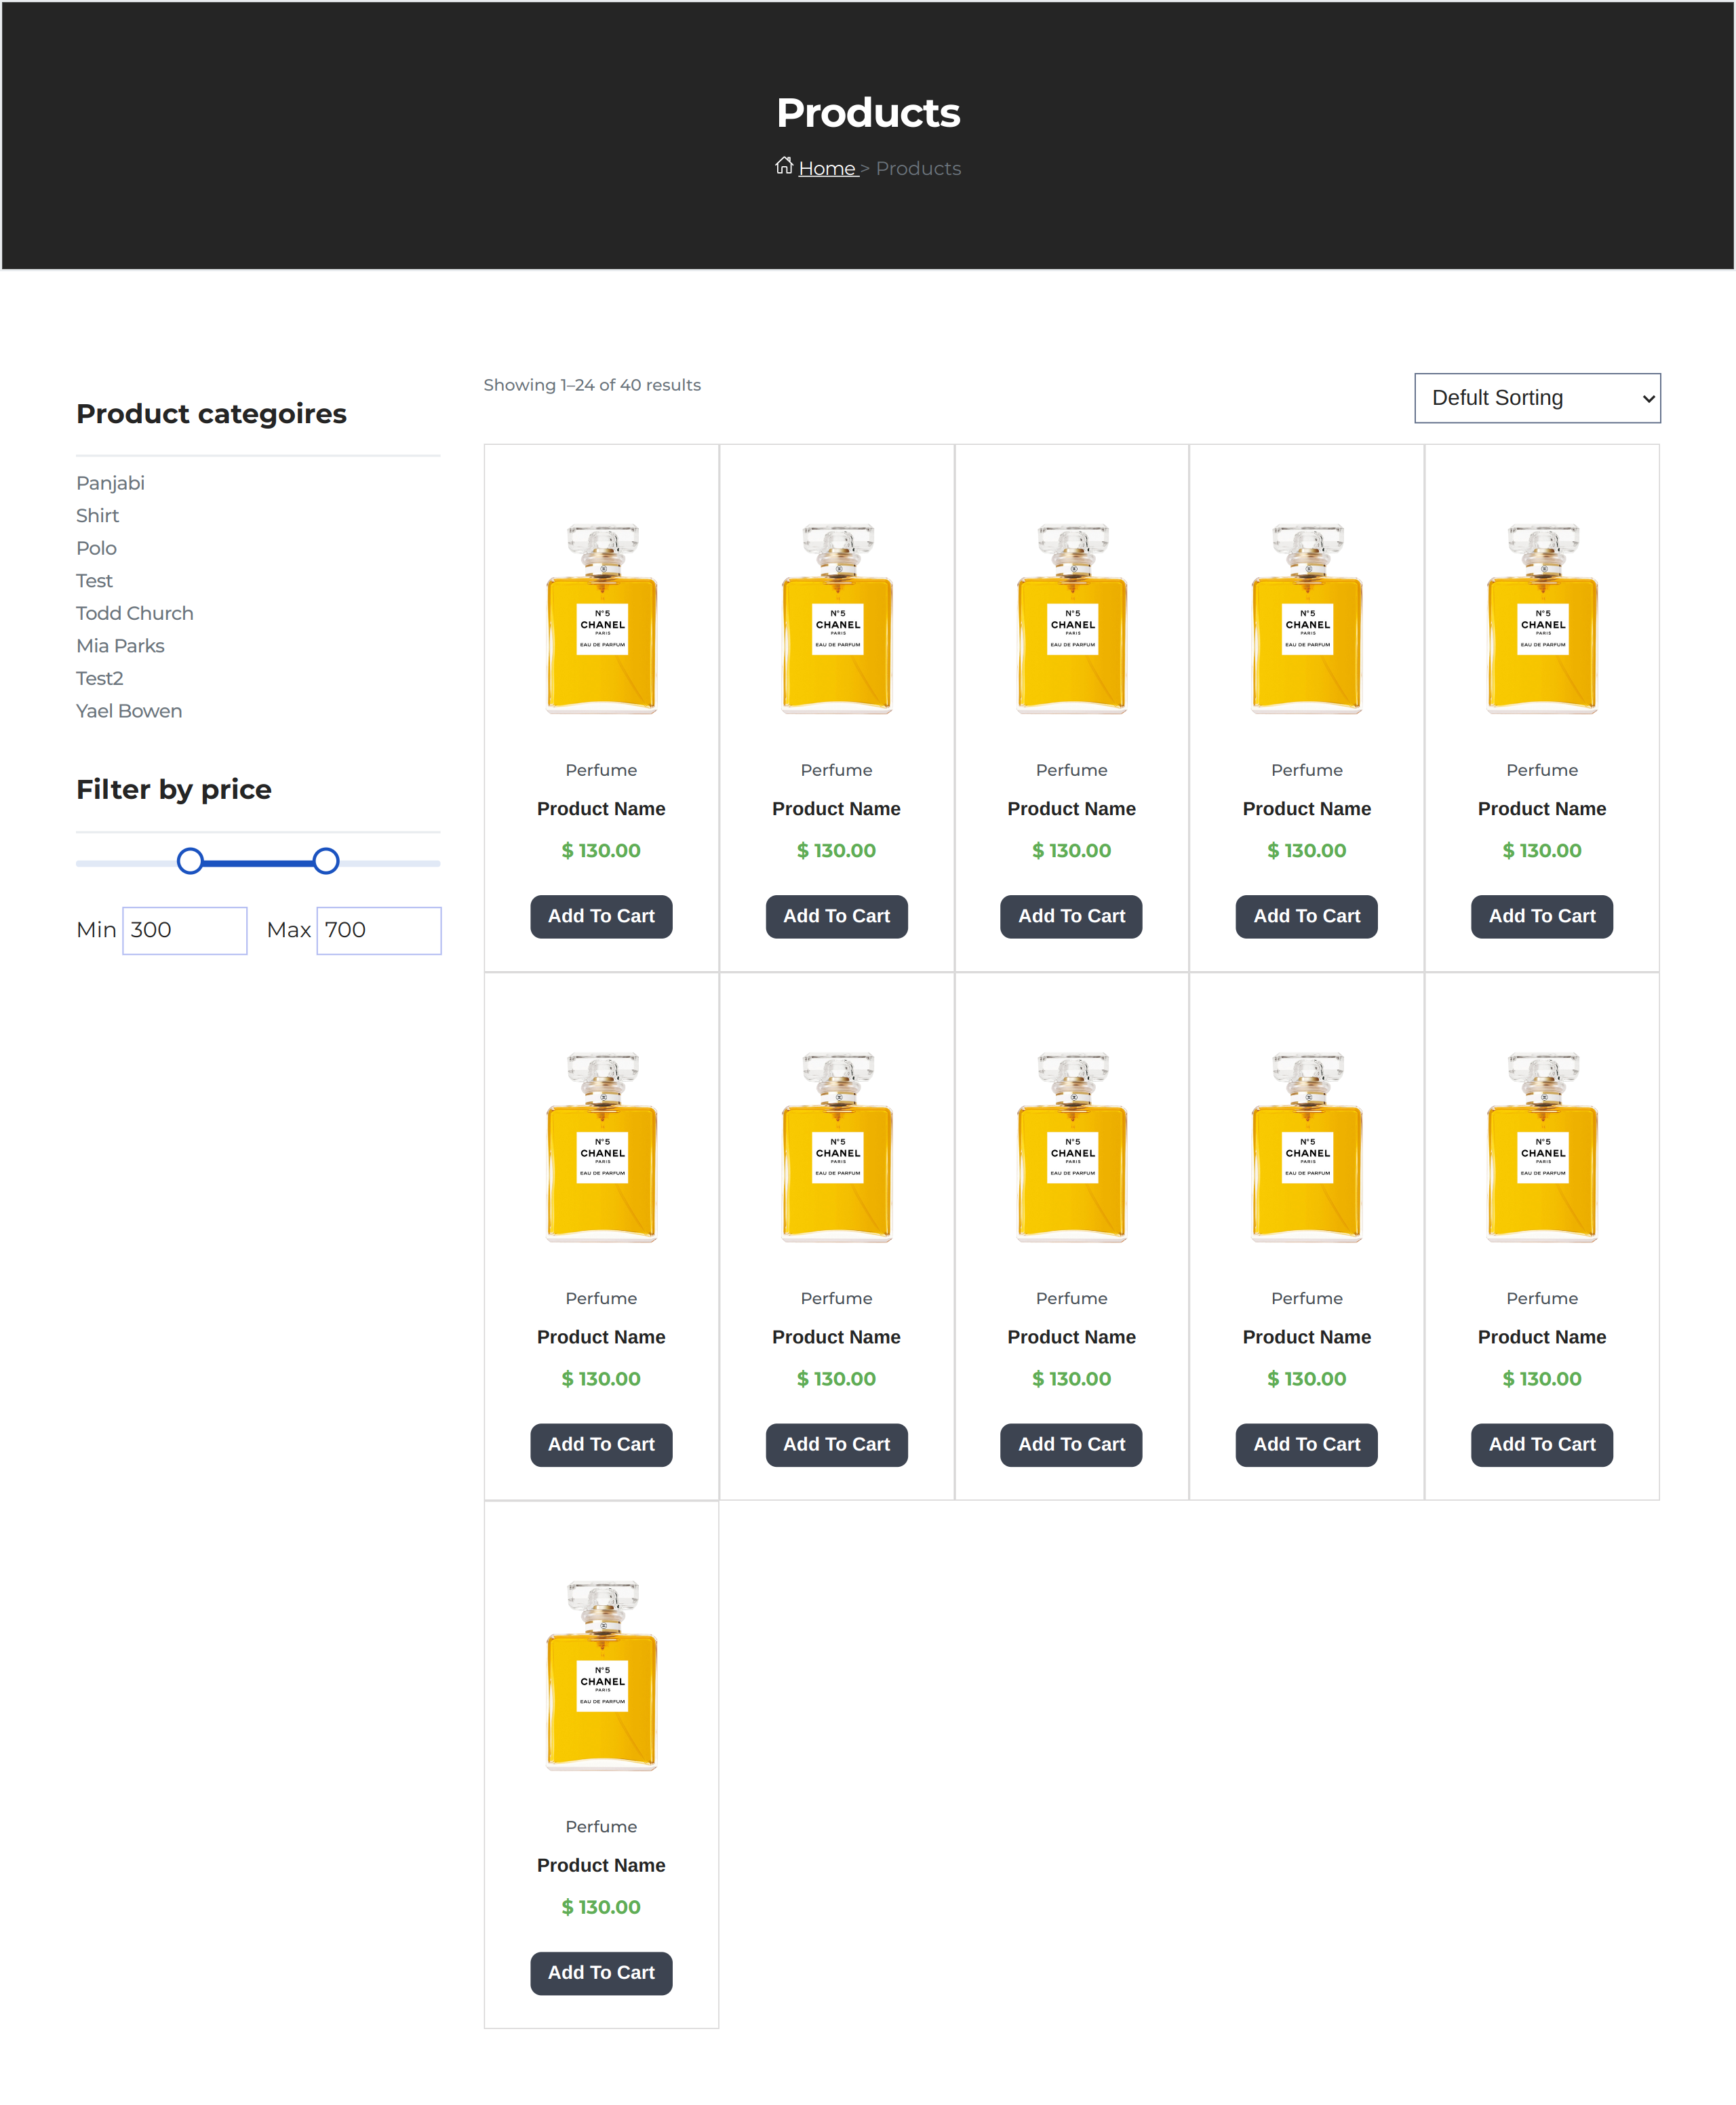 Products
Home > Products
Showing 1–24 of 40 results
Defult Sorting
Product categoires
Panjabi
Shirt
Polo
Test
Todd Church
Mia Parks
Test2
Yael Bowen
Filter by price
Min 300 Max 700
N°5 N°5 N°5 N°5 N°5
CHANEL CHANEL CHANEL CHANEL CHANEL
PARIS PARIS PARIS PARIS PARIS
EAU DE PARFUM EAU DE PARFUM EAU DE PARFUM EAU DE PARFUM EAU DE PARFUM
Perfume Perfume Perfume Perfume Perfume
Product Name Product Name Product Name Product Name Product Name
$ 130.00 $ 130.00 $ 130.00 $ 130.00 $ 130.00
Add To Cart Add To Cart Add To Cart Add To Cart Add To Cart
N°5 N°5 N°5 N°5 N°5
CHANEL CHANEL CHANEL CHANEL CHANEL
PARIS PARIS PARIS PARIS PARIS
EAU DE PARFUM EAU DE PARFUM EAU DE PARFUM EAU DE PARFUM EAU DE PARFUM
Perfume Perfume Perfume Perfume Perfume
Product Name Product Name Product Name Product Name Product Name
$ 130.00 $ 130.00 $ 130.00 $ 130.00 $ 130.00
Add To Cart Add To Cart Add To Cart Add To Cart Add To Cart
N°5
CHANEL
PARIS
EAU DE PARFUM
Perfume
Product Name
$ 130.00
Add To Cart